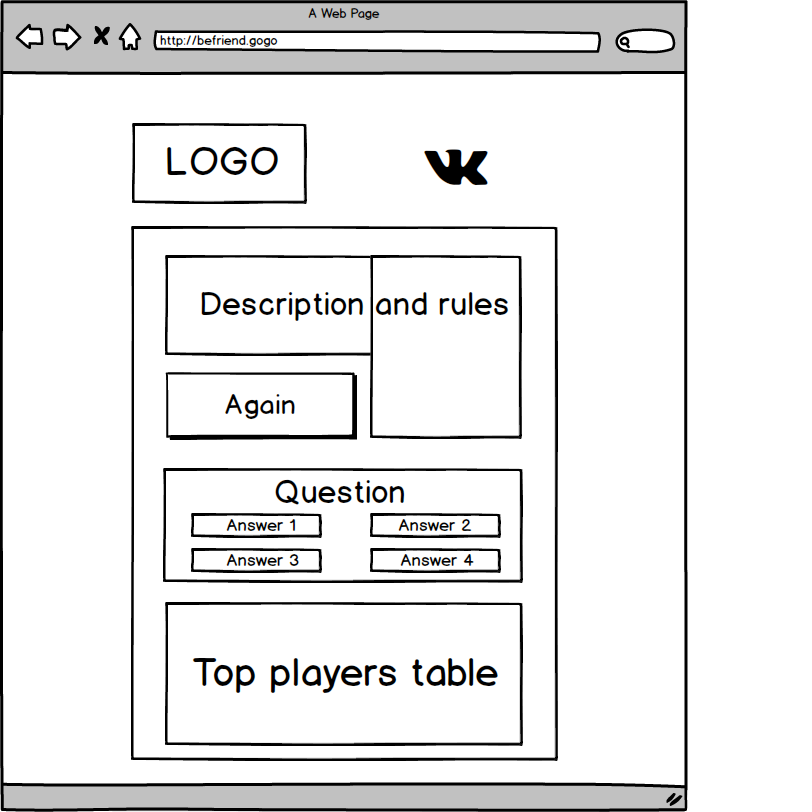 A Web Page
http://befriend.gogo
LOGO
VK
Description and rules
Again
Question
Answer 1
Answer 2
Answer 3
Answer 4
Top players table